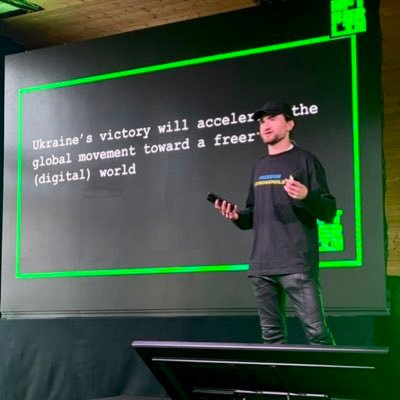 Ukraine's victory will acceler the
global movement toward a freer
(digital) world